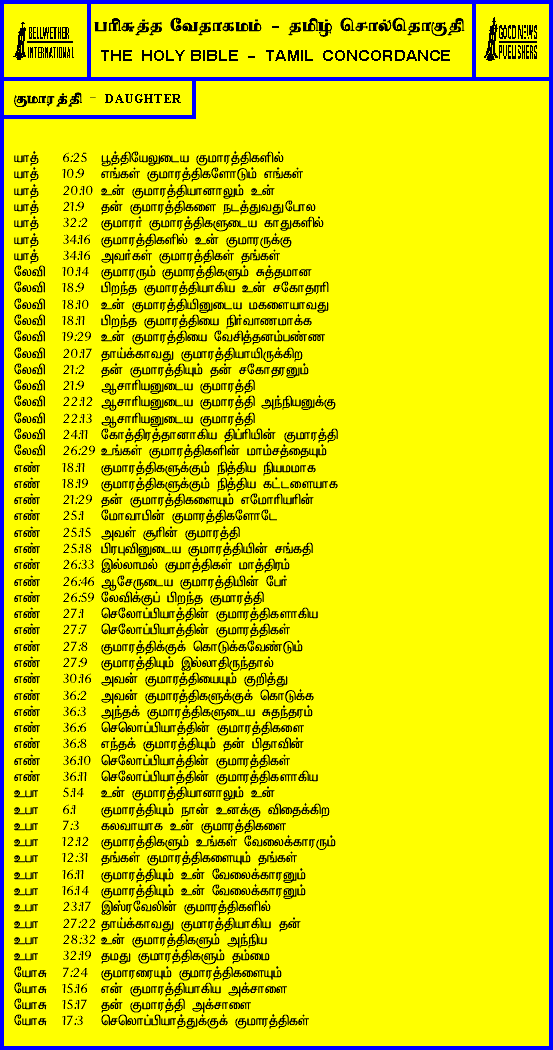 BELLWETHER
INTERNATIONAL
பரிசுத்த வேதாகமம் - தமிழ் சொல்தொகுதி
THE HOLY BIBLE - TAMIL CONCORDANCE
GOOD NEWS
PUBLISHERS
குமாரத்தி - DAUGHTER
யாத் 6:25 பூத்தியேலுடைய குமாரத்திகளில்
யாத் 10:9 எங்கள் குமாரத்திகளோடும் எங்கள்
யாத் 20:10 உன் குமாரத்தியானாலும் உன்
யாத் 21:9 தன் குமாரத்திகளை நடத்துவதுபோல
யாத் 32:2 குமாரர் குமாரத்திகளுடைய காதுகளில்
யாத் 34:16 குமாரத்திகளில் உன் குமாரருக்கு
யாத் 34:16 அவர்கள் குமாரத்திகள் தங்கள்
லேவி 10:14 குமாரரும் குமாரத்திகளும் சுத்தமான
லேவி 18:9 பிறந்த குமாரத்தியாகிய உன் சகோதரரி
லேவி 18:10 உன் குமாரத்தியினுடைய மகளையாவது
லேவி 18:11 பிறந்த குமாரத்தியை நிர்வாணமாக்க
லேவி 19:29 உன் குமாரத்தியை வேசித்தனம்பண்ண
லேவி 20:17 தாய்க்காவது குமாரத்தியாயிருக்கிற
லேவி 21:2 தன் குமாரத்தியும் தன் சகோதரனும்
லேவி 21:9 ஆசாரியனுடைய குமாரத்தி
லேவி 22:12 ஆசாரியனுடைய குமாரத்தி அந்நியனுக்கு
லேவி 22:13 ஆசாரியனுடைய குமாரத்தி
லேவி 24:11 கோத்திரத்தானாகிய திப்ரியின் குமாரத்தி
லேவி 26:29 உங்கள் குமாரத்திகளின் மாம்சத்தையும்
எண் 18:11 குமாரத்திகளுக்கும் நித்திய நியமமாக
எண் 18:19 குமாரத்திகளுக்கும் நித்திய கட்டளையாக
எண் 21:29 தன் குமாரத்திகளையும் எமோரியரின்
எண் 25:1 மோவாபின் குமாரத்திகளோடே
எண் 25:15 அவள் சூரின் குமாரத்தி
எண் 25:18 பிரபுவினுடைய குமாரத்தியின் சங்கதி
எண் 26:33 இல்லாமல் குமாத்திகள் மாத்திரம்
எண் 26:46 ஆசேருடைய குமாரத்தியின் பேர்
எண் 26:59 லேவிக்குப் பிறந்த குமாரத்தி
எண் 27:1 செலோப்பியாத்தின் குமாரத்திகளாகிய
எண் 27:7 செலோப்பியாத்தின் குமாரத்திகள்
எண் 27:8 குமாரத்திக்குக் கொடுக்கவேண்டும்
எண் 27:9 குமாரத்தியும் இல்லாதிருந்தால்
எண் 30:16 அவன் குமாரத்தியையும் குறித்து
எண் 36:2 அவன் குமாரத்திகளுக்குக் கொடுக்க
எண் 36:3 அந்தக் குமாரத்திகளுடைய சுதந்தரம்
எண் 36:6 செலொப்பியாத்தின் குமாரத்திகளை
எண் 36:8 எந்தக் குமாரத்தியும் தன் பிதாவின்
எண் 36:10 செலோப்பியாத்தின் குமாரத்திகள்
எண் 36:11 செலோப்பியாத்தின் குமாரத்திகளாகிய
உபா 5:14 உன் குமாரத்தியானாலும் உன்
உபா 6:1 குமாரத்தியும் நான் உனக்கு விதைக்கிற
உபா 7:3 கலவாயாக உன் குமாரத்திகளை
உபா 12:12 குமாரத்திகளும் உங்கள் வேலைக்காரரும்
உபா 12:31 தங்கள் குமாரத்திகளையும் தங்கள்
உபா 16:11 குமாரத்தியும் உன் வேலைக்காரனும்
உபா 16:14 குமாரத்தியும் உன் வேலைக்காரனும்
உபா 23:17 இஸ்ரவேலின் குமாரத்திகளில்
உபா 27:22 தாய்க்காவது குமாரத்தியாகிய தன்
உபா 28:32 உன் குமாரத்திகளும் அந்நிய
உபா 32:19 தமது குமாரத்திகளும் தம்மை
யோசு 7:24 குமாரரையும் குமாரத்திகளையும்
யோசு 15:16 என் குமாரத்தியாகிய அக்சாளை
யோசு 15:17 தன் குமாரத்தி அக்சாளை
யோசு 17:3 செலொப்பியாத்துக்குக் குமாரத்திகள்